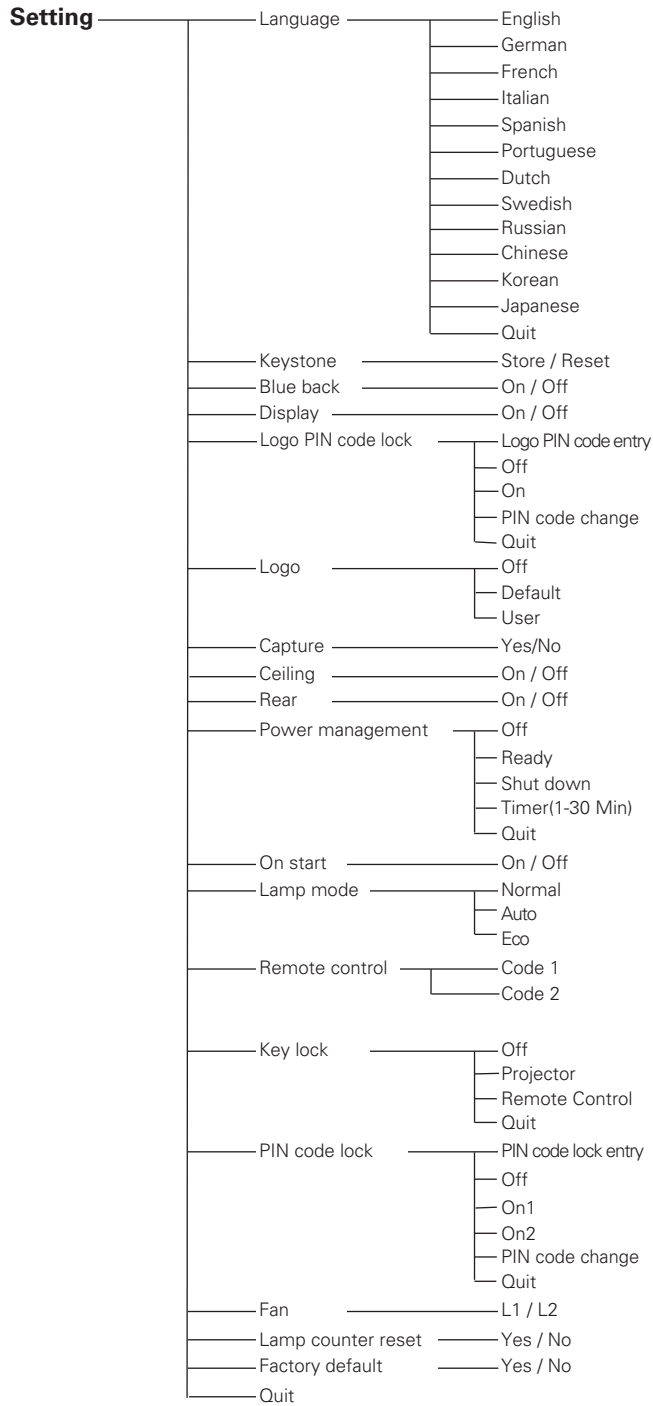 Setting Language English
German
French
Italian
Spanish
Portuguese
Dutch
Swedish
Russian
Chinese
Korean
Japanese
Quit
Keystone Store / Reset
Blue back On / Off
Display On / Off
Logo PIN code lock Logo PIN code entry
Off
On
PIN code change
Quit
Logo Off
Default
User
Capture Yes/No
Ceiling On / Off
Rear On / Off
Power management Off
Ready
Shut down
Timer(1-30 Min)
Quit
On start On / Off
Lamp mode Normal
Auto
Eco
Remote control Code 1
Code 2
Key lock Off
Projector
Remote Control
Quit
PIN code lock PIN code lock entry
Off
On1
On2
PIN code change
Quit
Fan L1 / L2
Lamp counter reset Yes / No
Factory default Yes / No
Quit